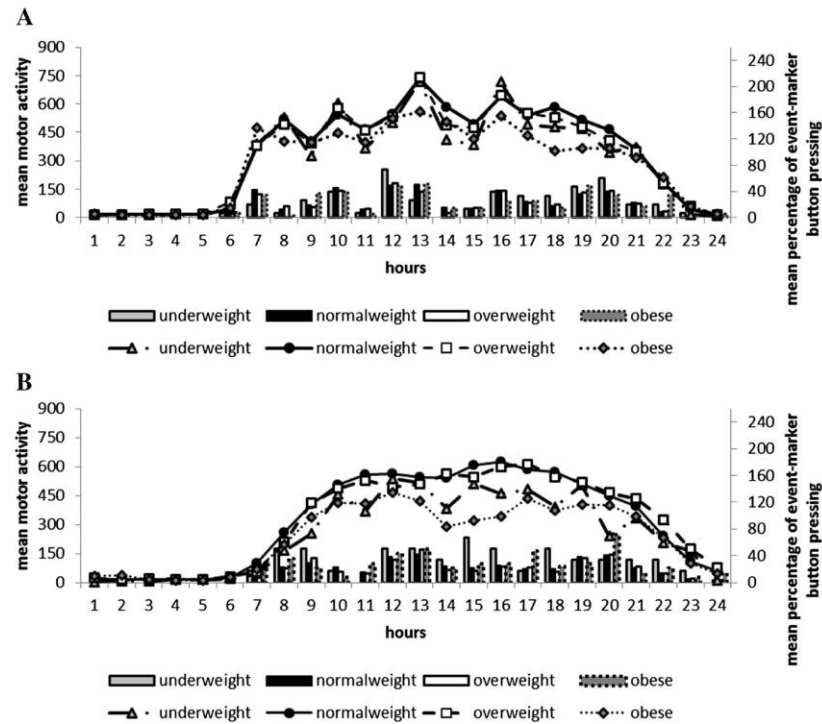 A
mean motor activity
900
750
600
450
300
150
0
240
200
160
120
80
40
0
mean percentage of event-marker
button pressing
1 2 3 4 5 6 7 8 9 10 11 12 13 14 15 16 17 18 19 20 21 22 23 24
hours
underweight normalweight overweight obese
underweight normalweight overweight obese
B
mean motor activity
900
750
600
450
300
150
0
240
200
160
120
80
40
0
mean percentage of event-marker
button pressing
1 2 3 4 5 6 7 8 9 10 11 12 13 14 15 16 17 18 19 20 21 22 23 24
hours
underweight normalweight overweight obese
underweight normalweight overweight obese